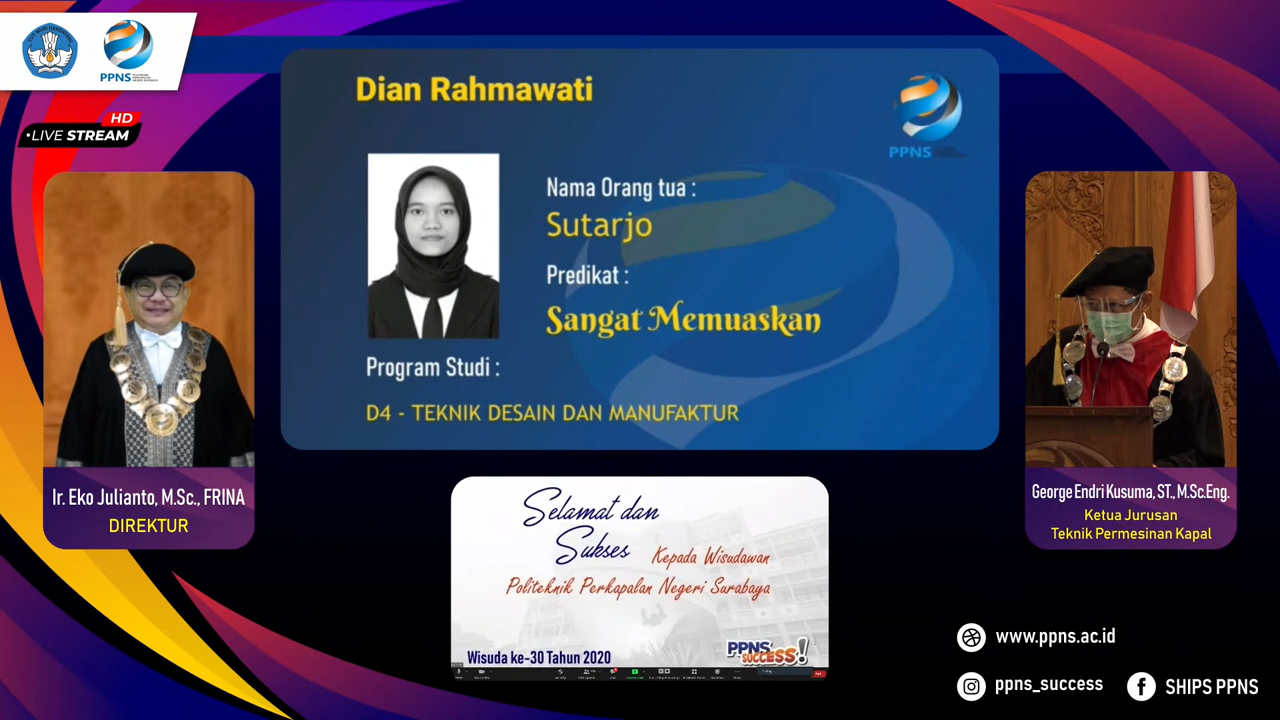 PPNS
HD
LIVE STREAM
Dian Rahmawati
PPNS
Nama Orang tua :
Sutarjo
Predikat :
Sangat Memuaskan
Program Studi :
D4 - TEKNIK DESAIN DAN MANUFAKTUR
Ir. Eko Julianto, M.Sc., FRINA
DIREKTUR
George Endri Kusuma, ST., M.Sc.Eng.
Ketua Jurusan
Teknik Permesinan Kapal
Selamat dan
Sukses Kepada Wisudawan
Politeknik Perkapalan Negeri Surabaya
Wisuda ke-30 Tahun 2020
PPNS
SUCCESS!
www.ppns.ac.id
ppns_success
SHIPS PPNS